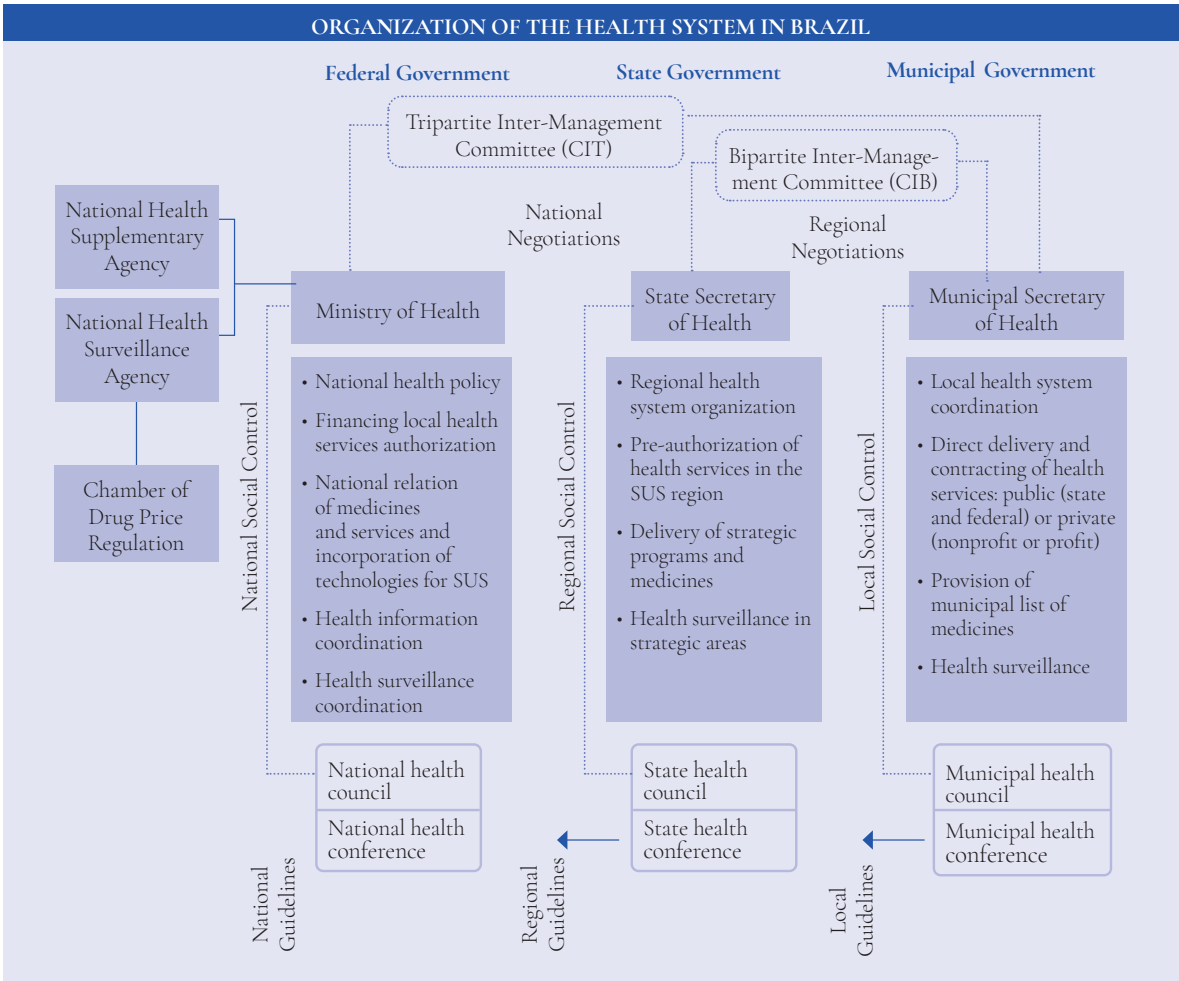 ORGANIZATION OF THE HEALTH SYSTEM IN BRAZIL
Federal Government
State Government
Municipal Government
Tripartite Inter-Management
Committee (CIT)
Bipartite Inter-Manage-
ment Committee (CIB)
National
Negotiations
Regional
Negotiations
National Health
Supplementary
Agency
National Health
Surveillance
Agency
Chamber of
Drug Price
Regulation
Ministry of Health
National Social Control
• National health policy
• Financing local health
services authorization
• National relation
of medicines
and services and
incorporation of
technologies for SUS
• Health information
coordination
• Health surveillance
coordination
National health
council
National health
conference
National
Guidelines
State Secretary
of Health
Regional Social Control
• Regional health
system organization
• Pre-authorization of
health services in the
SUS region
• Delivery of strategic
programs and
medicines
• Health surveillance in
strategic areas
State health
council
State health
conference
Regional
Guidelines
Municipal Secretary
of Health
Local Social Control
• Local health system
coordination
• Direct delivery and
contracting of health
services: public (state
and federal) or private
(nonprofit or profit)
• Provision of
municipal list of
medicines
• Health surveillance
Municipal health
council
Municipal health
conference
Local
Guidelines